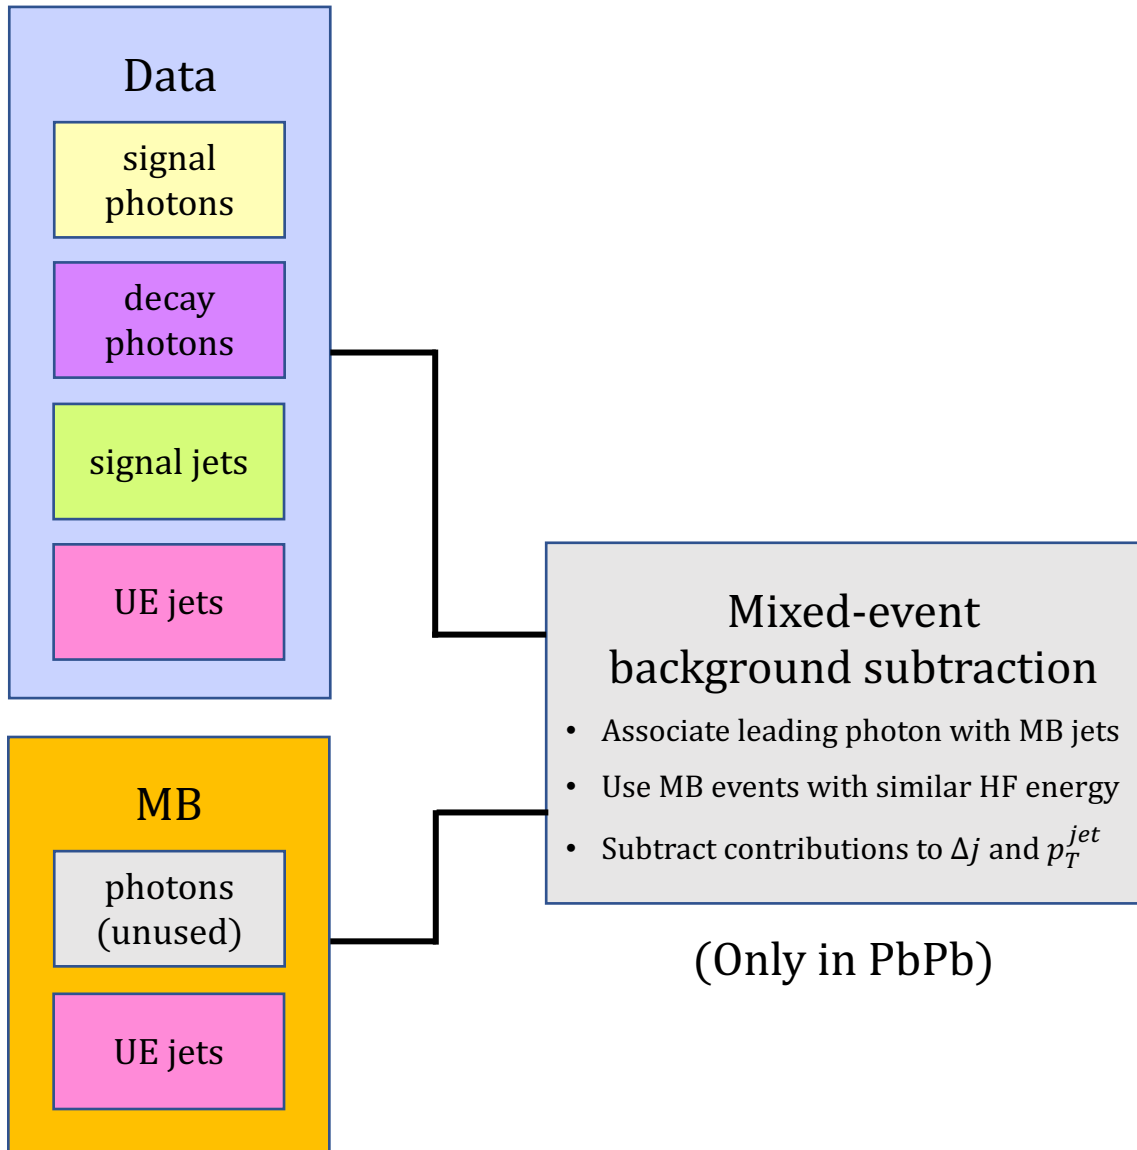 Data
signal
photons
decay
photons
signal jets
UE jets
MB
photons
(unused)
UE jets
Mixed-event
background subtraction
• Associate leading photon with MB jets
• Use MB events with similar HF energy
• Subtract contributions to Δj and p_T^{jet}
(Only in PbPb)